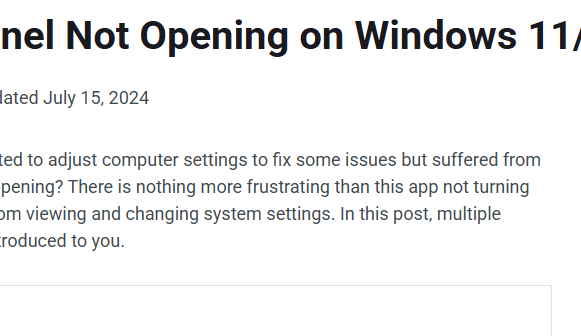 nel Not Opening on Windows 11/
dated July 15, 2024
ted to adjust computer settings to fix some issues but suffered from
pening? There is nothing more frustrating than this app not turning
om viewing and changing system settings. In this post, multiple
troduced to you.